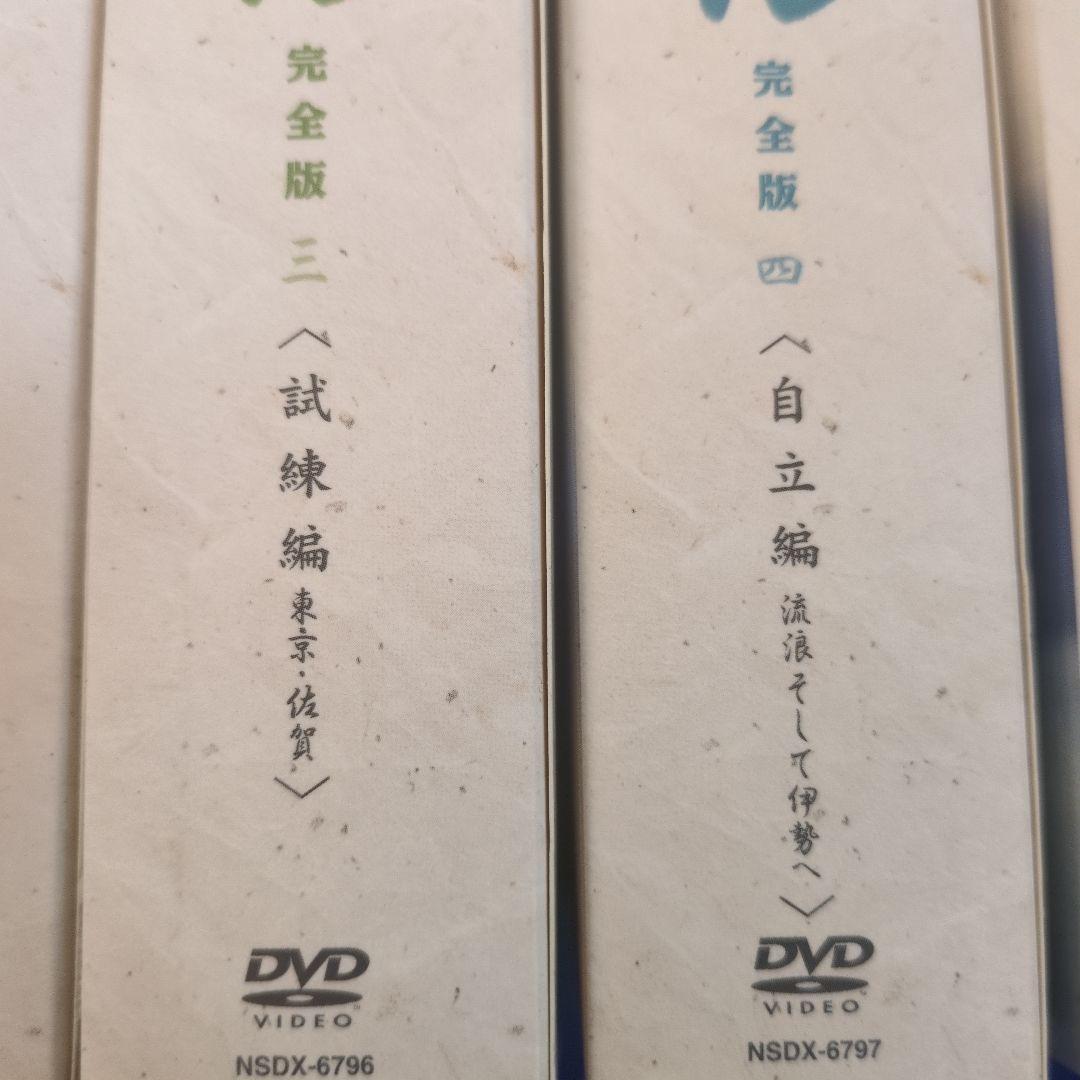 完全版 三
〈試練編 東京・佐賀〉
DVD
VIDEO
NSDX-6796
完全版 四
〈自立編 流浪そして伊勢へ〉
DVD
VIDEO
NSDX-6797